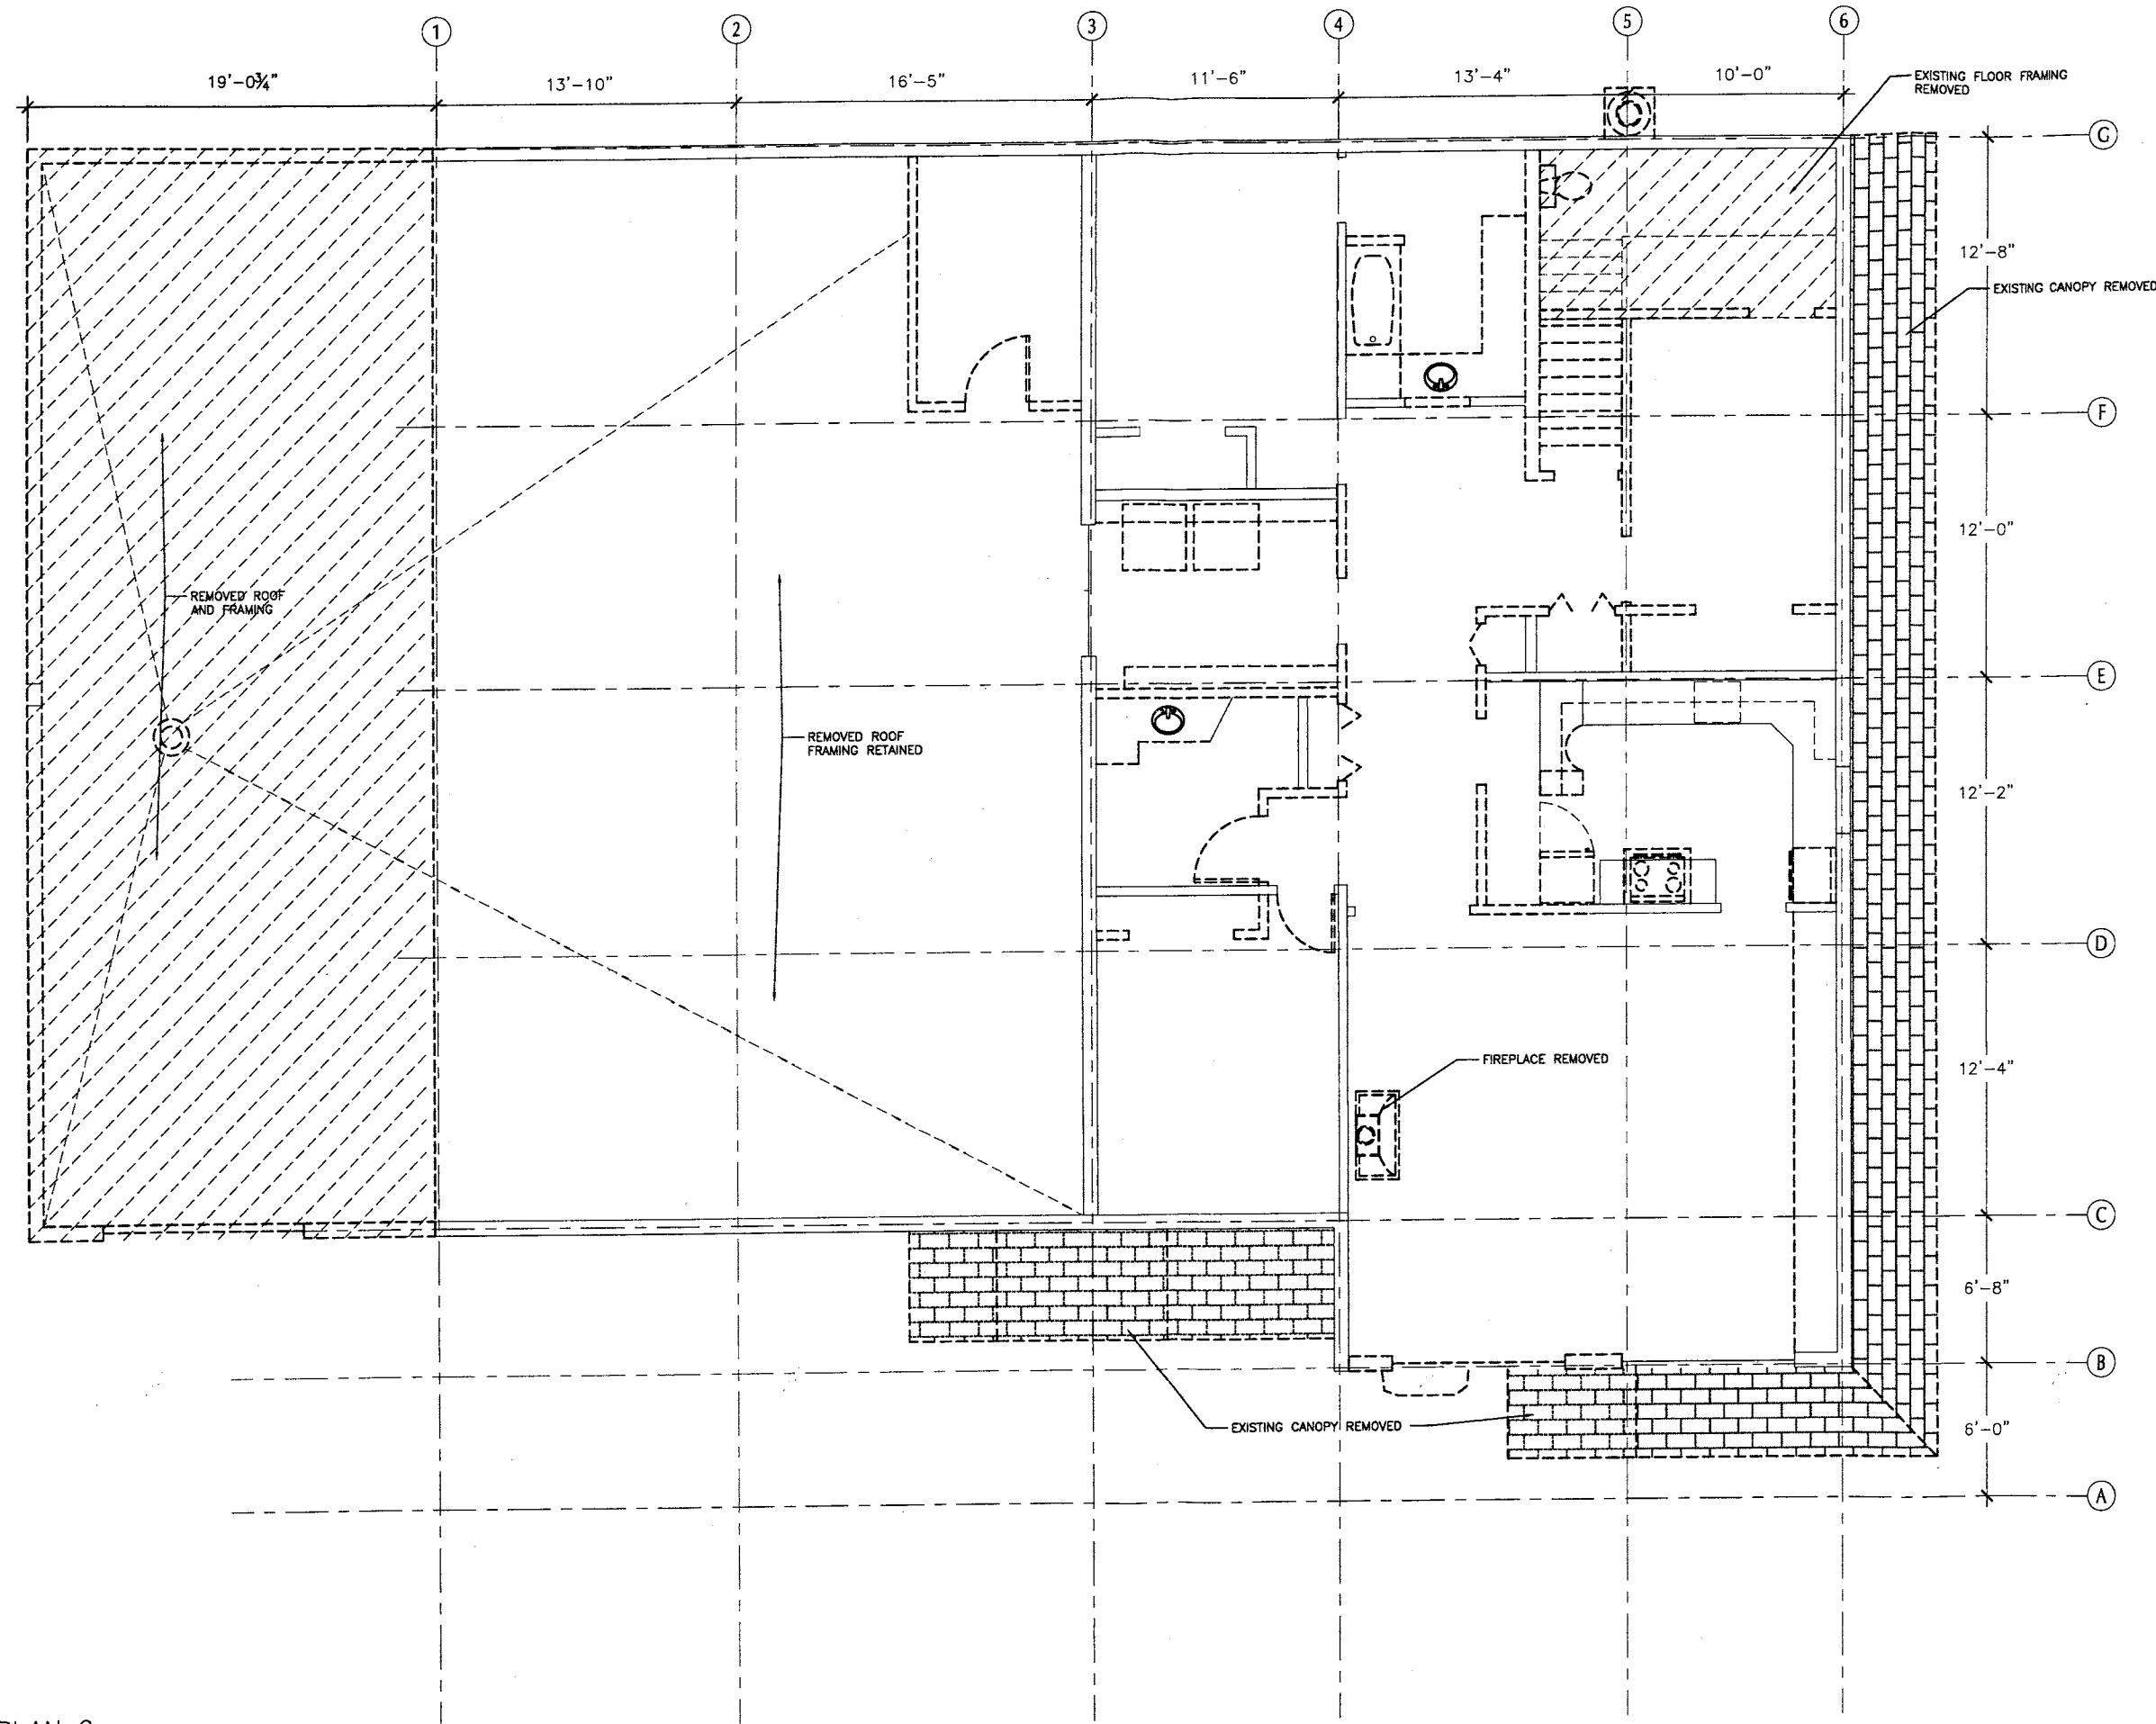 1
2
3
4
5
6
19'-0¾"
13'-10"
16'-5"
11'-6"
13'-4"
10'-0"
EXISTING FLOOR FRAMING
REMOVED
G
12'-8"
EXISTING CANOPY REMOVED
F
12'-0"
REMOVED ROOF
AND FRAMING
E
REMOVED ROOF
FRAMING RETAINED
12'-2"
D
FIREPLACE REMOVED
12'-4"
C
6'-8"
B
EXISTING CANOPY REMOVED
6'-0"
A